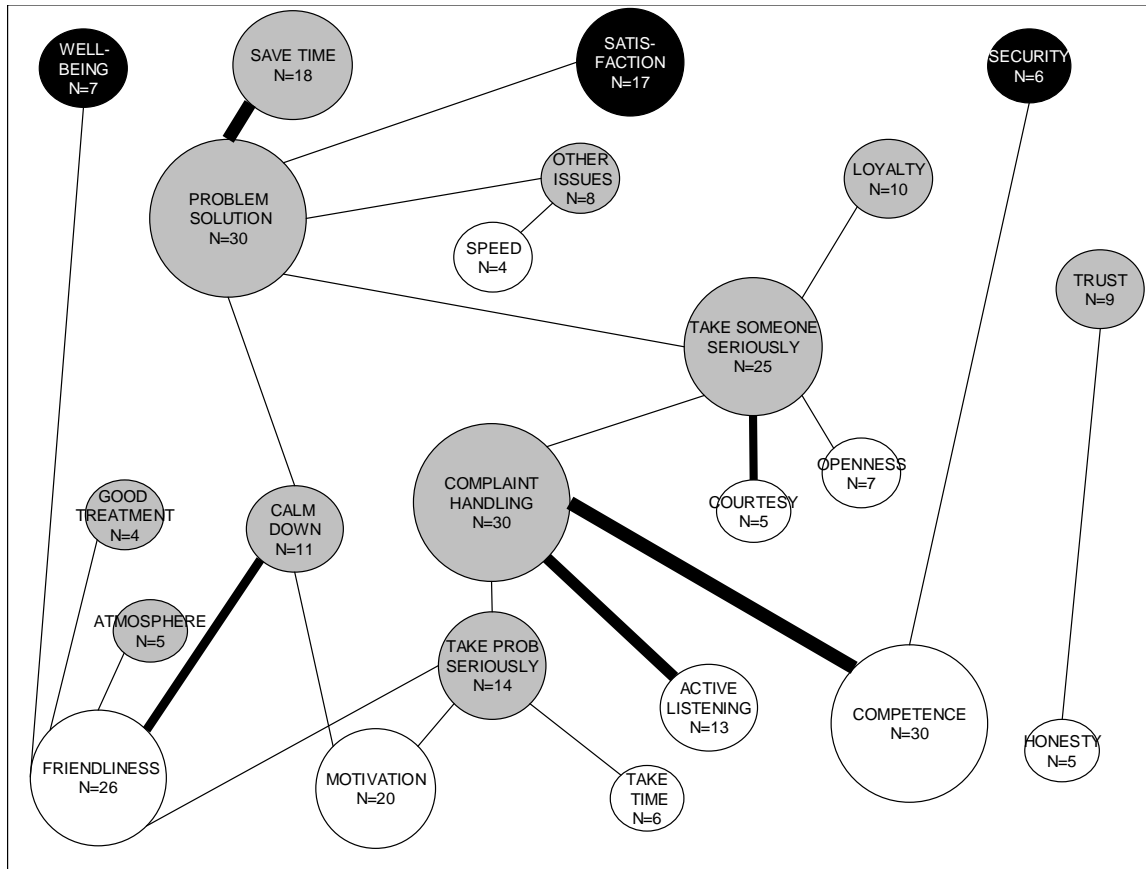 WELL-
BEING
N=7
SAVE TIME
N=18
SATIS-
FACTION
N=17
SECURITY
N=6
PROBLEM
SOLUTION
N=30
OTHER
ISSUES
N=8
LOYALTY
N=10
SPEED
N=4
TRUST
N=9
TAKE SOMEONE
SERIOUSLY
N=25
GOOD
TREATMENT
N=4
CALM
DOWN
N=11
COMPLAINT
HANDLING
N=30
COURTESY
N=5
OPENNESS
N=7
ATMOSPHERE
N=5
TAKE PROB
SERIOUSLY
N=14
ACTIVE
LISTENING
N=13
COMPETENCE
N=30
HONESTY
N=5
FRIENDLINESS
N=26
MOTIVATION
N=20
TAKE
TIME
N=6